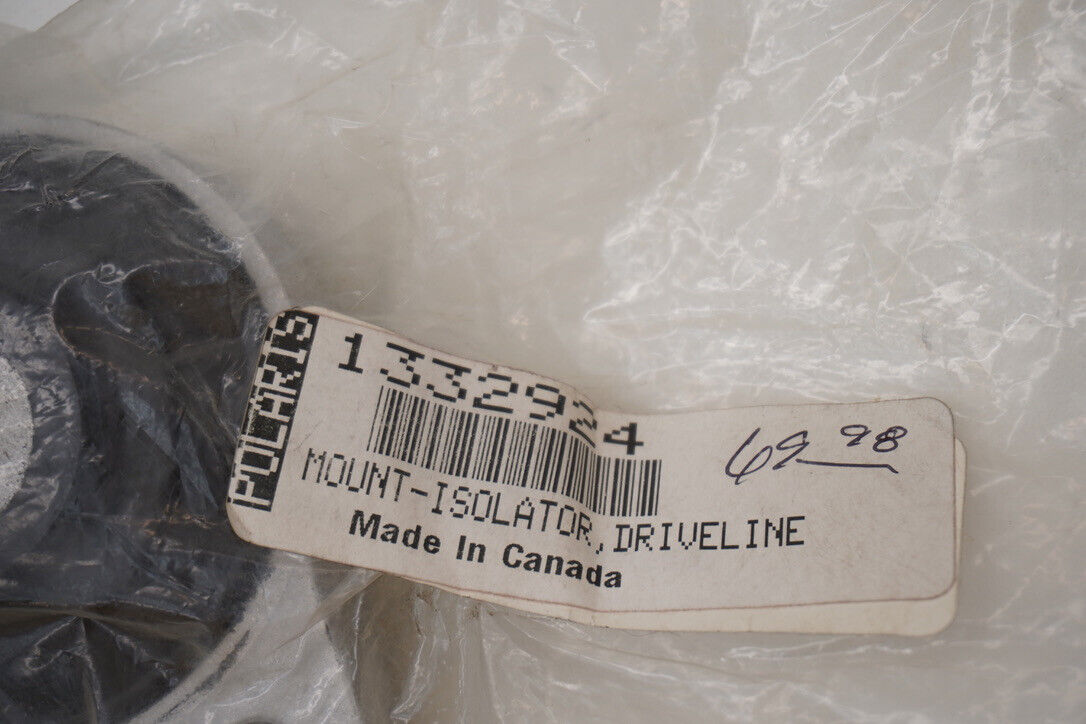 POLARIS
1332924
69.98
MOUNT-ISOLATOR, DRIVELINE
Made In Canada